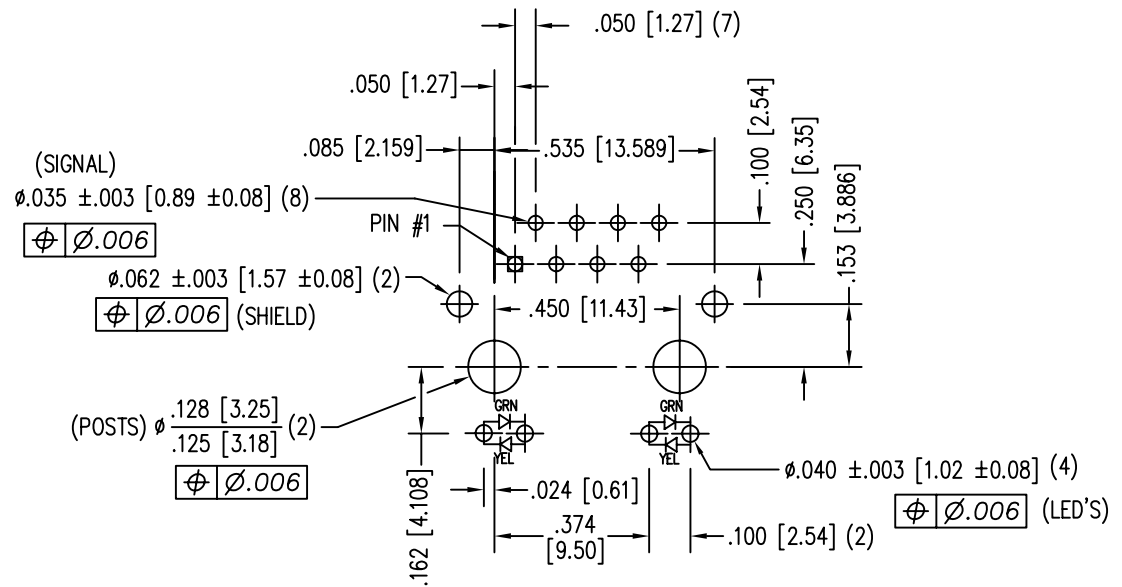 .050 [1.27] (7)
.050 [1.27]
.085 [2.159]
.535 [13.589]
.100 [2.54]
.250 [6.35]
.153 [3.886]
(SIGNAL)
ø.035 ±.003 [0.89 ±0.08] (8)
⌖ Ø.006
PIN #1
ø.062 ±.003 [1.57 ±0.08] (2)
⌖ Ø.006 (SHIELD)
.450 [11.43]
(POSTS) ø .128 [3.25] (2)
.125 [3.18]
⌖ Ø.006
GRN
YEL
GRN
YEL
.162 [4.108]
.024 [0.61]
.374
[9.50]
.100 [2.54] (2)
ø.040 ±.003 [1.02 ±0.08] (4)
⌖ Ø.006 (LED'S)